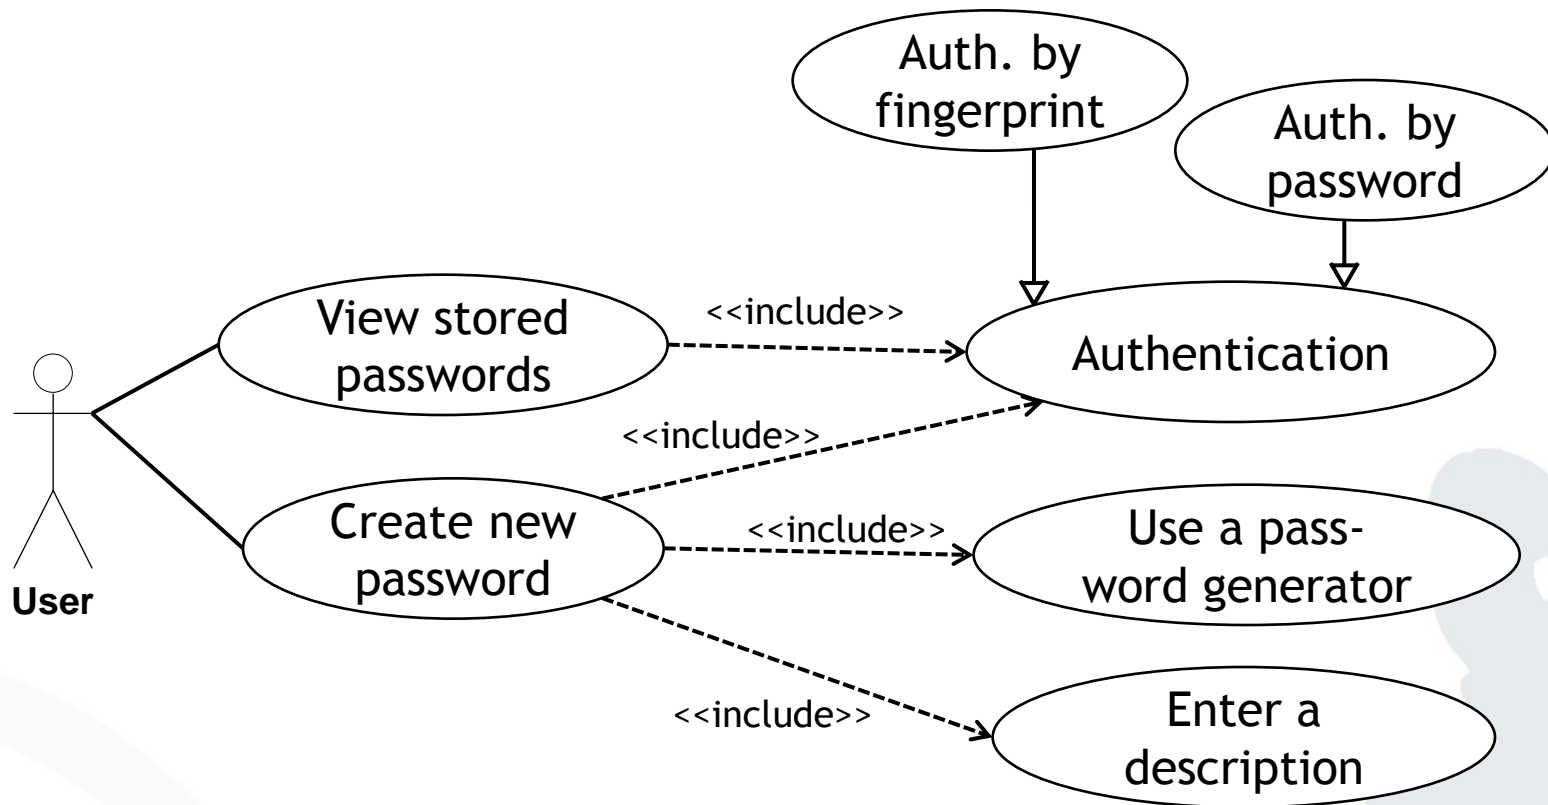 Auth. by
fingerprint
Auth. by
password
View stored
passwords
<<include>>
Authentication
<<include>>
Create new
password
<<include>>
Use a pass-
word generator
User
<<include>>
Enter a
description